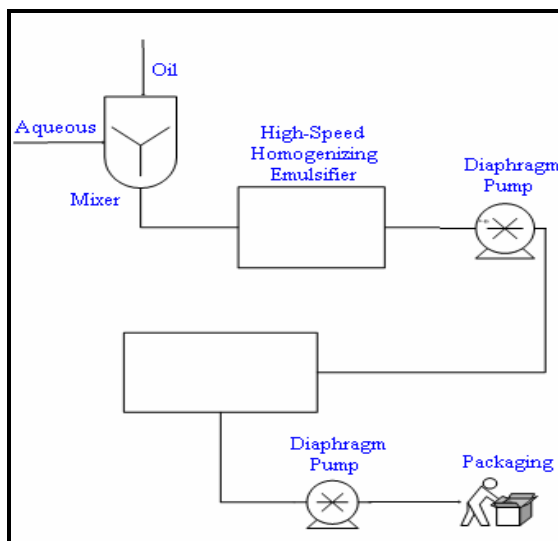 Oil
Aqueous
Mixer
High-Speed
Homogenizing
Emulsifier
Diaphragm
Pump
Diaphragm
Pump
Packaging